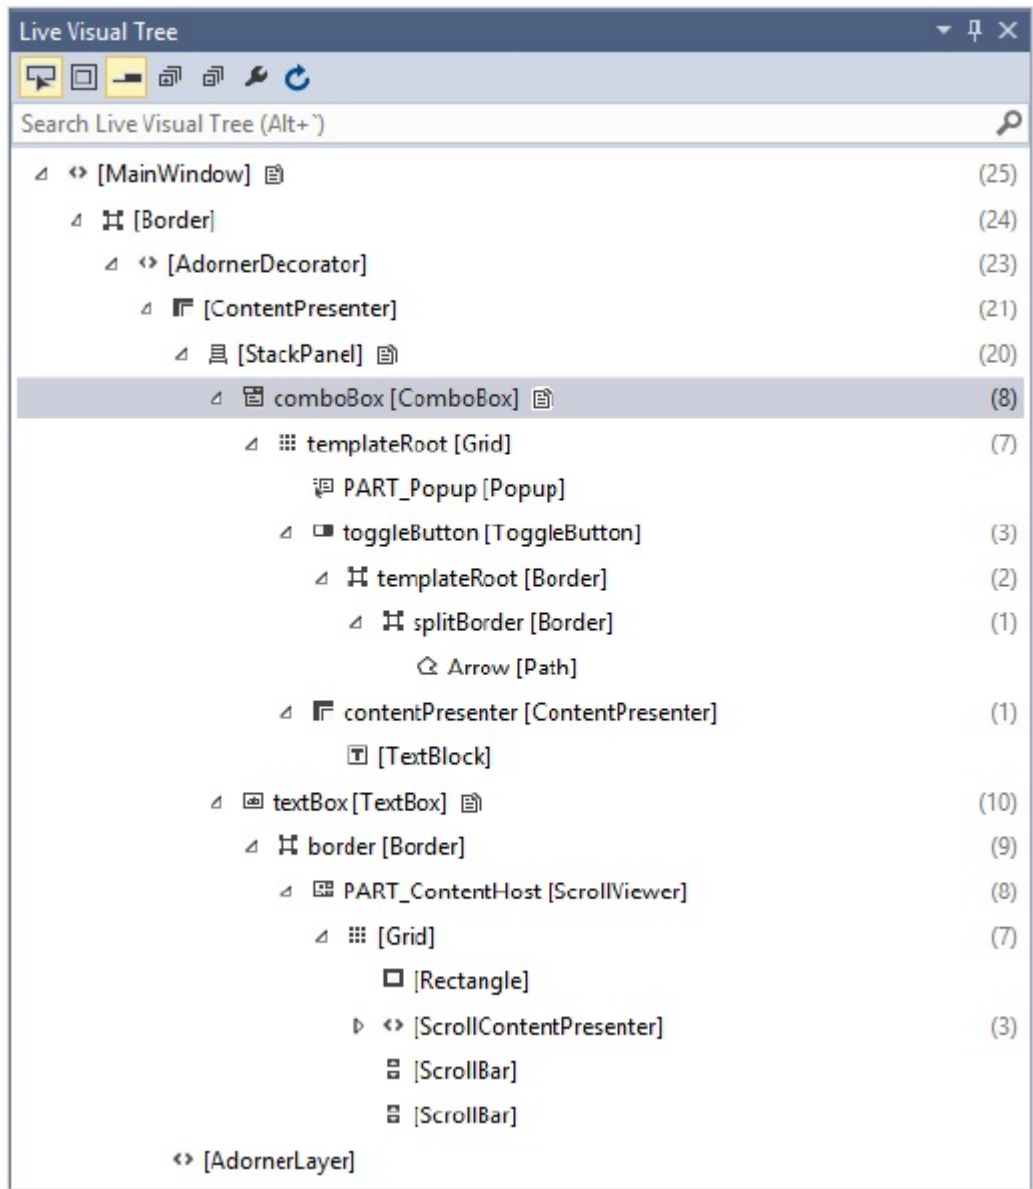 Live Visual Tree
Search Live Visual Tree (Alt+`)
[MainWindow] (25)
[Border] (24)
[AdornerDecorator] (23)
[ContentPresenter] (21)
[StackPanel] (20)
comboBox [ComboBox] (8)
templateRoot [Grid] (7)
PART_Popup [Popup]
toggleButton [ToggleButton] (3)
templateRoot [Border] (2)
splitBorder [Border] (1)
Arrow [Path]
contentPresenter [ContentPresenter] (1)
[TextBlock]
textBox [TextBox] (10)
border [Border] (9)
PART_ContentHost [ScrollViewer] (8)
[Grid] (7)
[Rectangle]
[ScrollContentPresenter] (3)
[ScrollBar]
[ScrollBar]
[AdornerLayer]